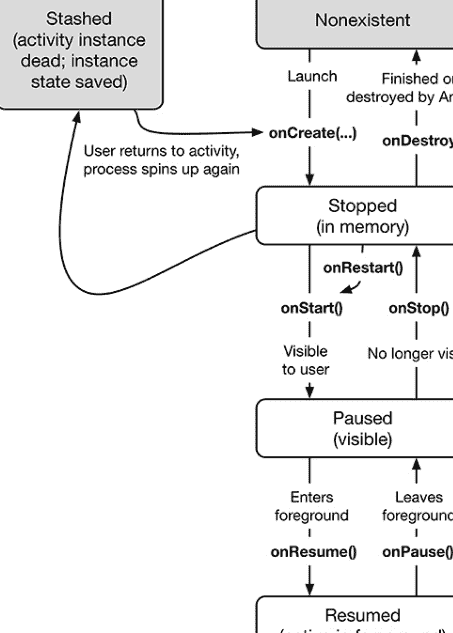 Stashed
(activity instance
dead; instance
state saved)
Nonexistent
Launch
Finished or
destroyed by
onCreate(...)
onDestroy
User returns to activity,
process spins up again
Stopped
(in memory)
onRestart()
onStart()
onStop()
Visible
to user
No longer
Paused
(visible)
Enters
foreground
Leaves
foreground
onResume()
onPause()
Resumed